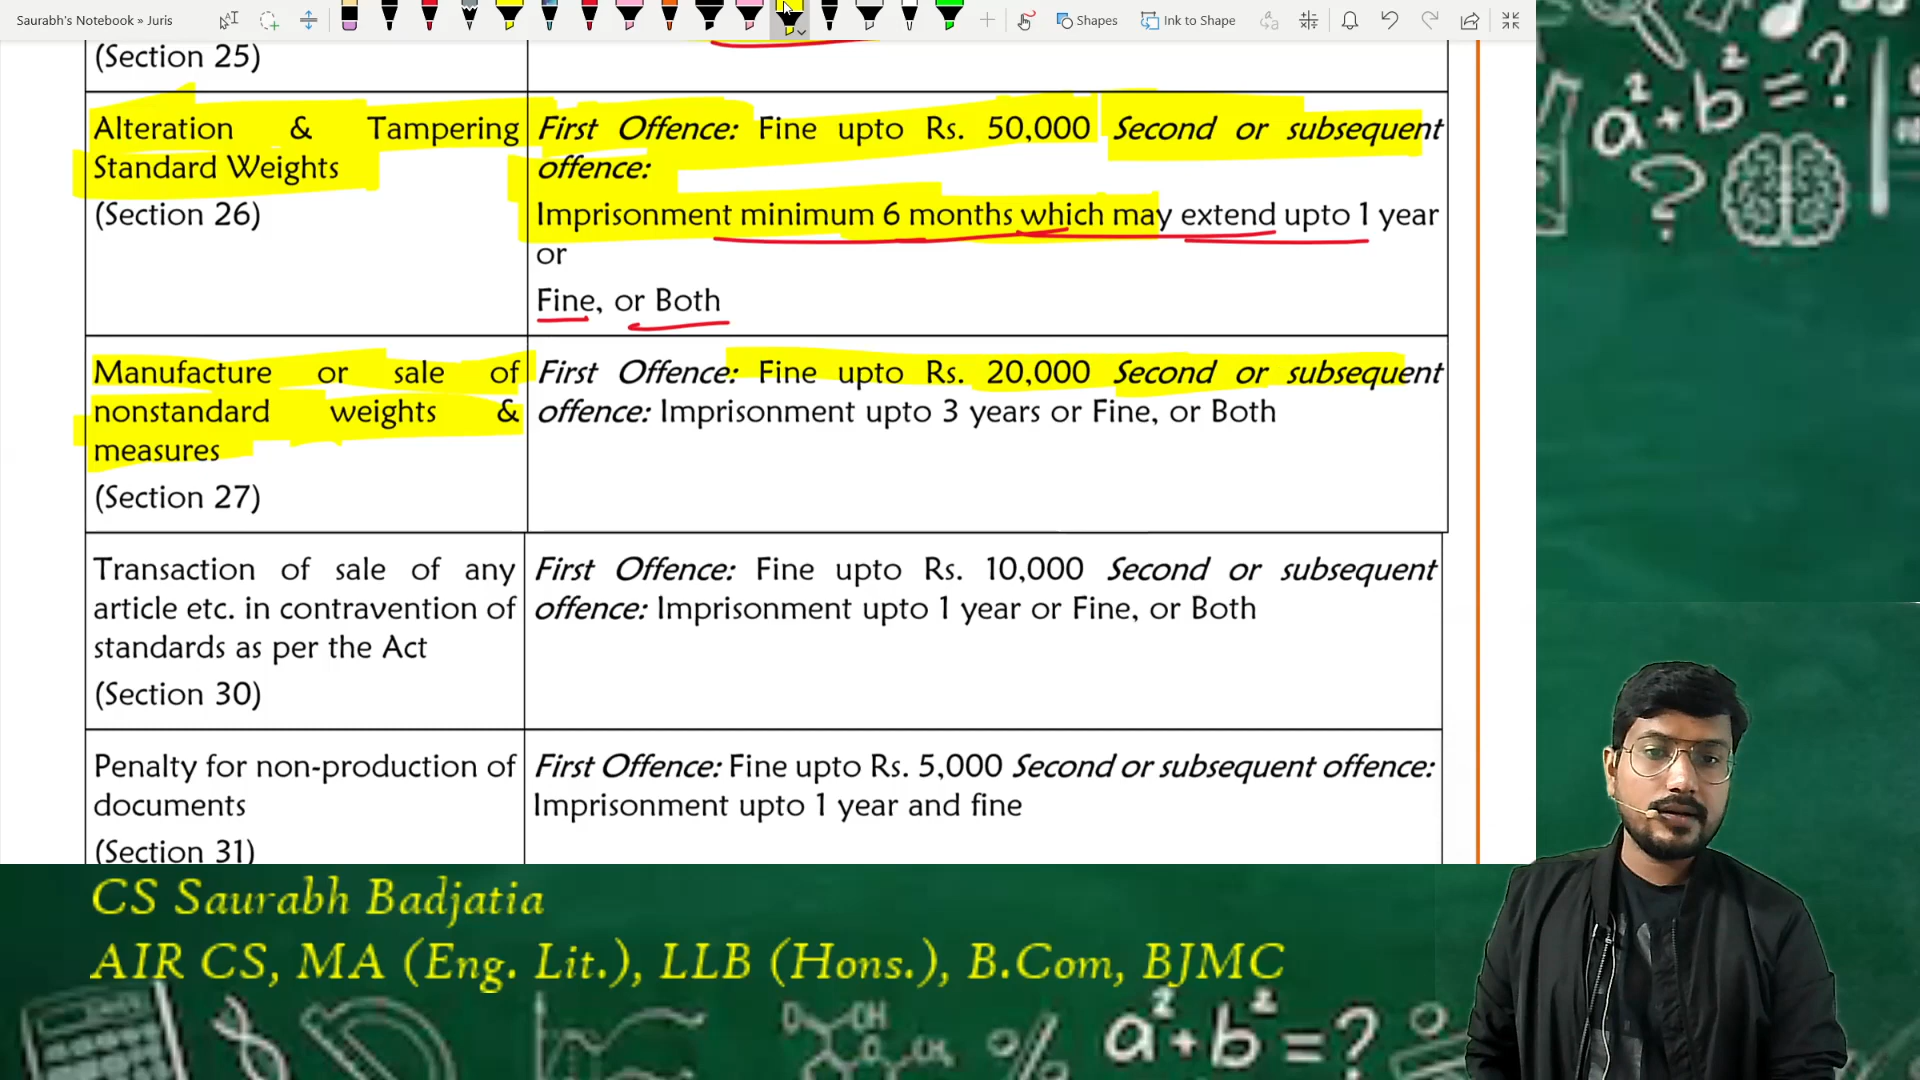 Saurabh's Notebook » Juris
Shapes
Ink to Shape
(Section 25)
Alteration & Tampering
Standard Weights
(Section 26)
First Offence: Fine upto Rs. 50,000 Second or subsequent
offence:
Imprisonment minimum 6 months which may extend upto 1 year
or
Fine, or Both
Manufacture or sale of
nonstandard weights &
measures
(Section 27)
First Offence: Fine upto Rs. 20,000 Second or subsequent
offence: Imprisonment upto 3 years or Fine, or Both
Transaction of sale of any
article etc. in contravention of
standards as per the Act
(Section 30)
First Offence: Fine upto Rs. 10,000 Second or subsequent
offence: Imprisonment upto 1 year or Fine, or Both
Penalty for non-production of
documents
(Section 31)
First Offence: Fine upto Rs. 5,000 Second or subsequent offence:
Imprisonment upto 1 year and fine
CS Saurabh Badjatia
AIR CS, MA (Eng. Lit.), LLB (Hons.), B.Com, BJMC
a²+b²=?
a²+b²=?